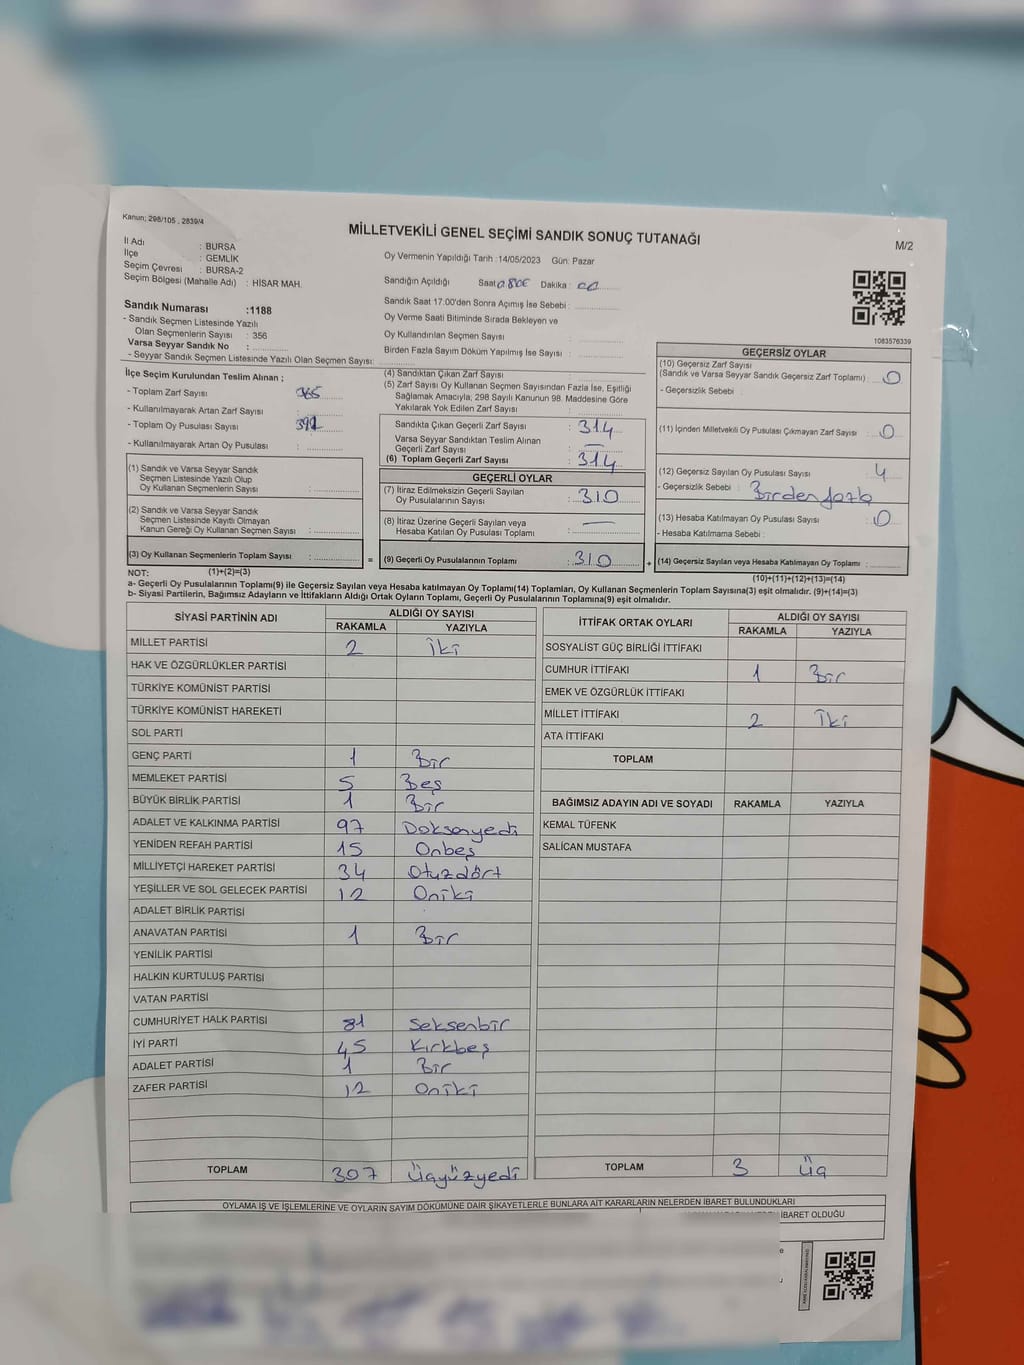 Kanun; 298/105 , 2839/4
MİLLETVEKİLİ GENEL SEÇİMİ SANDIK SONUÇ TUTANAĞI
M/2
İl Adı : BURSA
İlçe : GEMLİK
Seçim Çevresi : BURSA-2
Seçim Bölgesi (Mahalle Adı) : HİSAR MAH.
Oy Vermenin Yapıldığı Tarih :14/05/2023 Gün: Pazar
Sandığın Açıldığı Saat Dakika :
Sandık Saat 17.00'den Sonra Açımış İse Sebebi :
Oy Verme Saati Bitiminde Sırada Bekleyen ve
Oy Kullandırılan Seçmen Sayısı :
Birden Fazla Sayım Döküm Yapılmış İse Sayısı :
1083576339
Sandık Numarası :1188
- Sandık Seçmen Listesinde Yazılı
Olan Seçmenlerin Sayısı : 356
Varsa Seyyar Sandık No :
- Seyyar Sandık Seçmen Listesinde Yazılı Olan Seçmen Sayısı:
İlçe Seçim Kurulundan Teslim Alınan ;
- Toplam Zarf Sayısı :
- Kullanılmayarak Artan Zarf Sayısı :
- Toplam Oy Pusulası Sayısı :
- Kullanılmayarak Artan Oy Pusulası :
(1) Sandık ve Varsa Seyyar Sandık
Seçmen Listesinde Yazılı Olup
Oy Kullanan Seçmenlerin Sayısı :
(2) Sandık ve Varsa Seyyar Sandık
Seçmen Listesinde Kayıtlı Olmayan
Kanun Gereği Oy Kullanan Seçmen Sayısı :
(3) Oy Kullanan Seçmenlerin Toplam Sayısı : =
(1)+(2)=(3)
(4) Sandıktan Çıkan Zarf Sayısı :
(5) Zarf Sayısı Oy Kullanan Seçmen Sayısından Fazla İse, Eşitliği
Sağlamak Amacıyla; 298 Sayılı Kanunun 98. Maddesine Göre
Yakılarak Yok Edilen Zarf Sayısı :
Sandıkta Çıkan Geçerli Zarf Sayısı : 314
Varsa Seyyar Sandıktan Teslim Alınan
Geçerli Zarf Sayısı : —
(6) Toplam Geçerli Zarf Sayısı : 314
GEÇERLİ OYLAR
(7) İtiraz Edilmeksizin Geçerli Sayılan
Oy Pusulalarının Sayısı : 310
(8) İtiraz Üzerine Geçerli Sayılan veya
Hesaba Katılan Oy Pusulası Toplamı : —
(9) Geçerli Oy Pusulalarının Toplamı : 310 +
GEÇERSİZ OYLAR
(10) Geçersiz Zarf Sayısı
(Sandık ve Varsa Seyyar Sandık Geçersiz Zarf Toplamı) : 0
- Geçersizlik Sebebi :
(11) İçinden Milletvekili Oy Pusulası Çıkmayan Zarf Sayısı : 0
(12) Geçersiz Sayılan Oy Pusulası Sayısı : 4
- Geçersizlik Sebebi : Birden fazla
(13) Hesaba Katılmayan Oy Pusulası Sayısı : 0
- Hesaba Katılmama Sebebi :
(14) Geçersiz Sayılan veya Hesaba Katılmayan Oy Toplamı :
(10)+(11)+(12)+(13)=(14)
NOT:
a- Geçerli Oy Pusulalarının Toplamı(9) ile Geçersiz Sayılan veya Hesaba katılmayan Oy Toplamı(14) Toplamları, Oy Kullanan Seçmenlerin Toplam Sayısına(3) eşit olmalıdır. (9)+(14)=(3)
b- Siyasi Partilerin, Bağımsız Adayların ve İttifakların Aldığı Ortak Oyların Toplamı, Geçerli Oy Pusulalarının Toplamına(9) eşit olmalıdır.
SİYASİ PARTİNİN ADI ALDIĞI OY SAYISI
RAKAMLA YAZIYLA
MİLLET PARTİSİ 2 İki
HAK VE ÖZGÜRLÜKLER PARTİSİ
TÜRKİYE KOMÜNİST PARTİSİ
TÜRKİYE KOMÜNİST HAREKETİ
SOL PARTİ
GENÇ PARTİ 1 Bir
MEMLEKET PARTİSİ 5 Beş
BÜYÜK BİRLİK PARTİSİ 1 Bir
ADALET VE KALKINMA PARTİSİ 97 Doksanyedi
YENİDEN REFAH PARTİSİ 15 Onbeş
MİLLİYETÇİ HAREKET PARTİSİ 34 Otuzdört
YEŞİLLER VE SOL GELECEK PARTİSİ 12 Oniki
ADALET BİRLİK PARTİSİ
ANAVATAN PARTİSİ 1 Bir
YENİLİK PARTİSİ
HALKIN KURTULUŞ PARTİSİ
VATAN PARTİSİ
CUMHURİYET HALK PARTİSİ 81 Seksenbir
İYİ PARTİ 45 Kırkbeş
ADALET PARTİSİ 1 Bir
ZAFER PARTİSİ 12 Oniki
TOPLAM 307 Üçyüzyedi
İTTİFAK ORTAK OYLARI ALDIĞI OY SAYISI
RAKAMLA YAZIYLA
SOSYALİST GÜÇ BİRLİĞİ İTTİFAKI
CUMHUR İTTİFAKI 1 Bir
EMEK VE ÖZGÜRLÜK İTTİFAKI
MİLLET İTTİFAKI 2 İki
ATA İTTİFAKI
TOPLAM
BAĞIMSIZ ADAYIN ADI VE SOYADI RAKAMLA YAZIYLA
KEMAL TÜFENK
SALİCAN MUSTAFA
TOPLAM 3 Üç
OYLAMA İŞ VE İŞLEMLERİNE VE OYLARIN SAYIM DÖKÜMÜNE DAİR ŞİKAYETLERLE BUNLARA AİT KARARLARIN NELERDEN İBARET BULUNDUKLARI
İBARET OLDUĞU